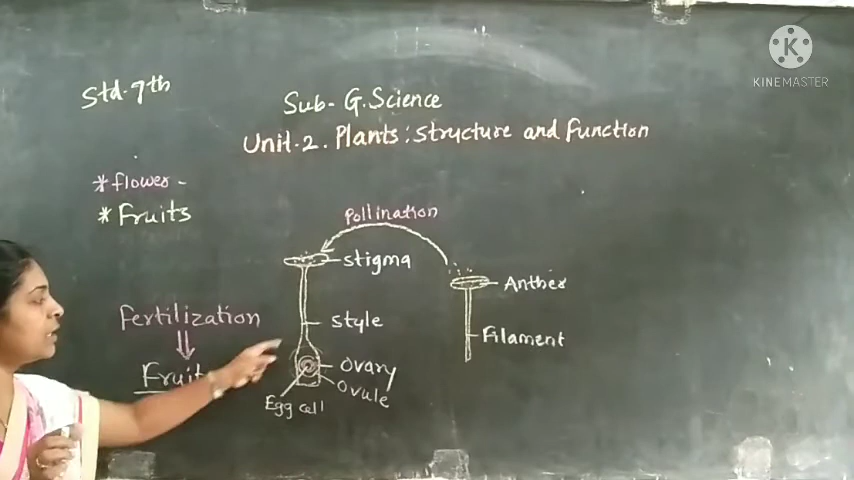 KINEMASTER
Std. 7th
Sub- G. Science
Unit. 2. Plants: Structure and Function
* flower -
* Fruits
Pollination
Stigma
Anther
Fertilization
Style
Filament
Fruit
Ovary
Ovule
Egg cell